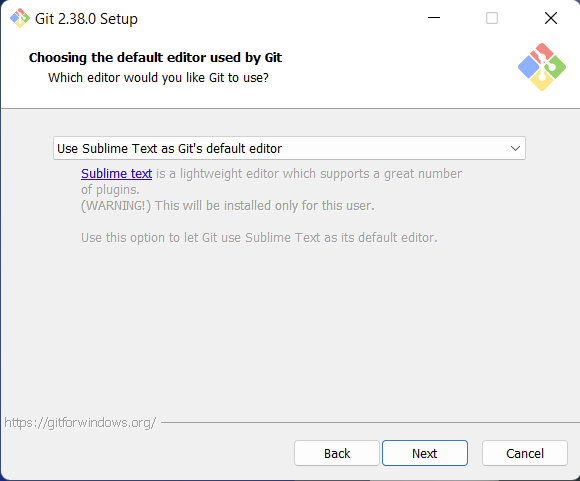 Git 2.38.0 Setup
Choosing the default editor used by Git
Which editor would you like Git to use?
Use Sublime Text as Git's default editor
Sublime text is a lightweight editor which supports a great number
of plugins.
(WARNING!) This will be installed only for this user.
Use this option to let Git use Sublime Text as its default editor.
https://gitforwindows.org/
Back Next Cancel